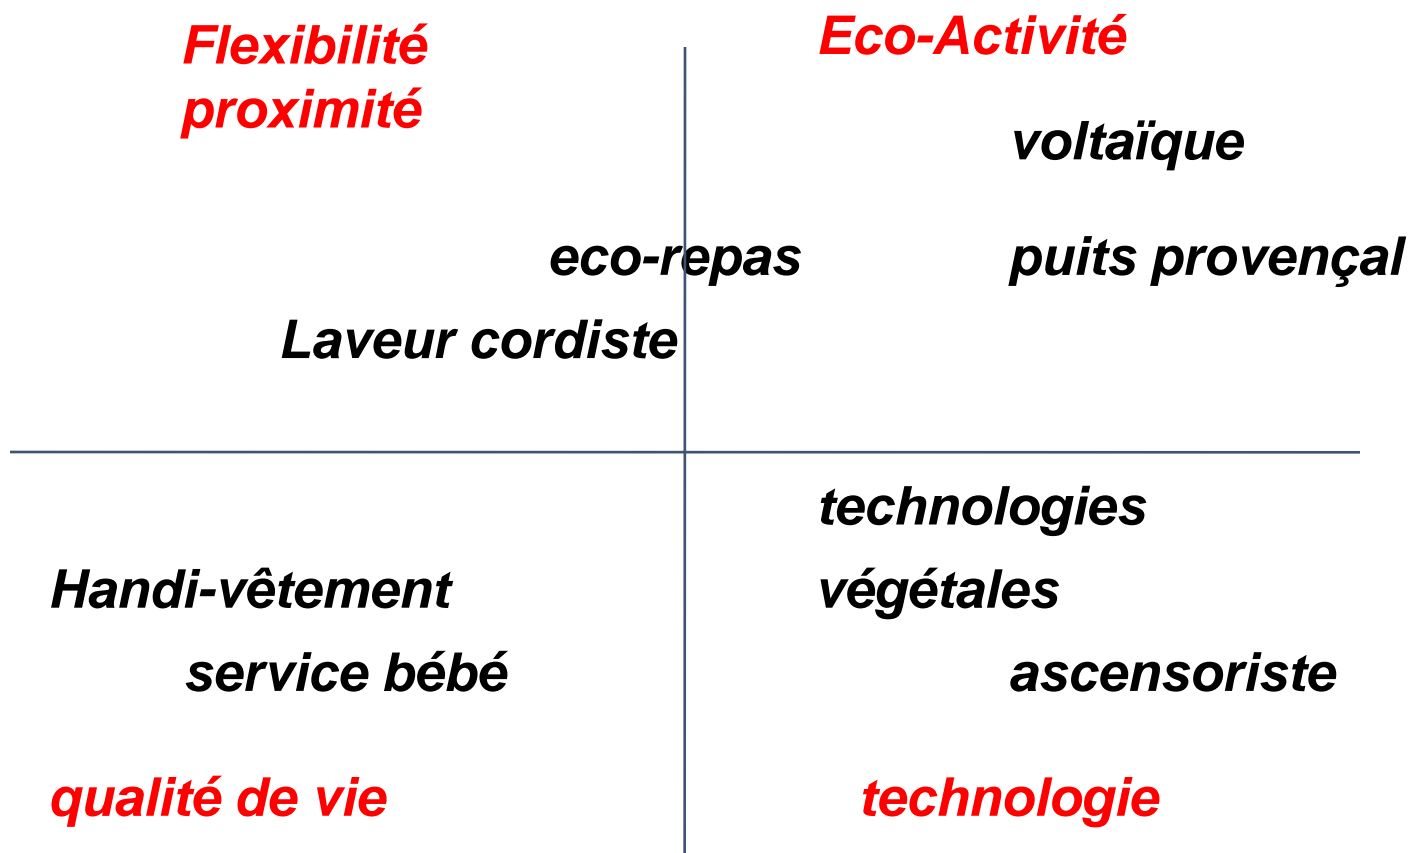 Flexibilité
proximité
Eco-Activité
voltaïque
eco-repas
puits provençal
Laveur cordiste
technologies
végétales
Handi-vêtement
service bébé
ascensoriste
qualité de vie
technologie